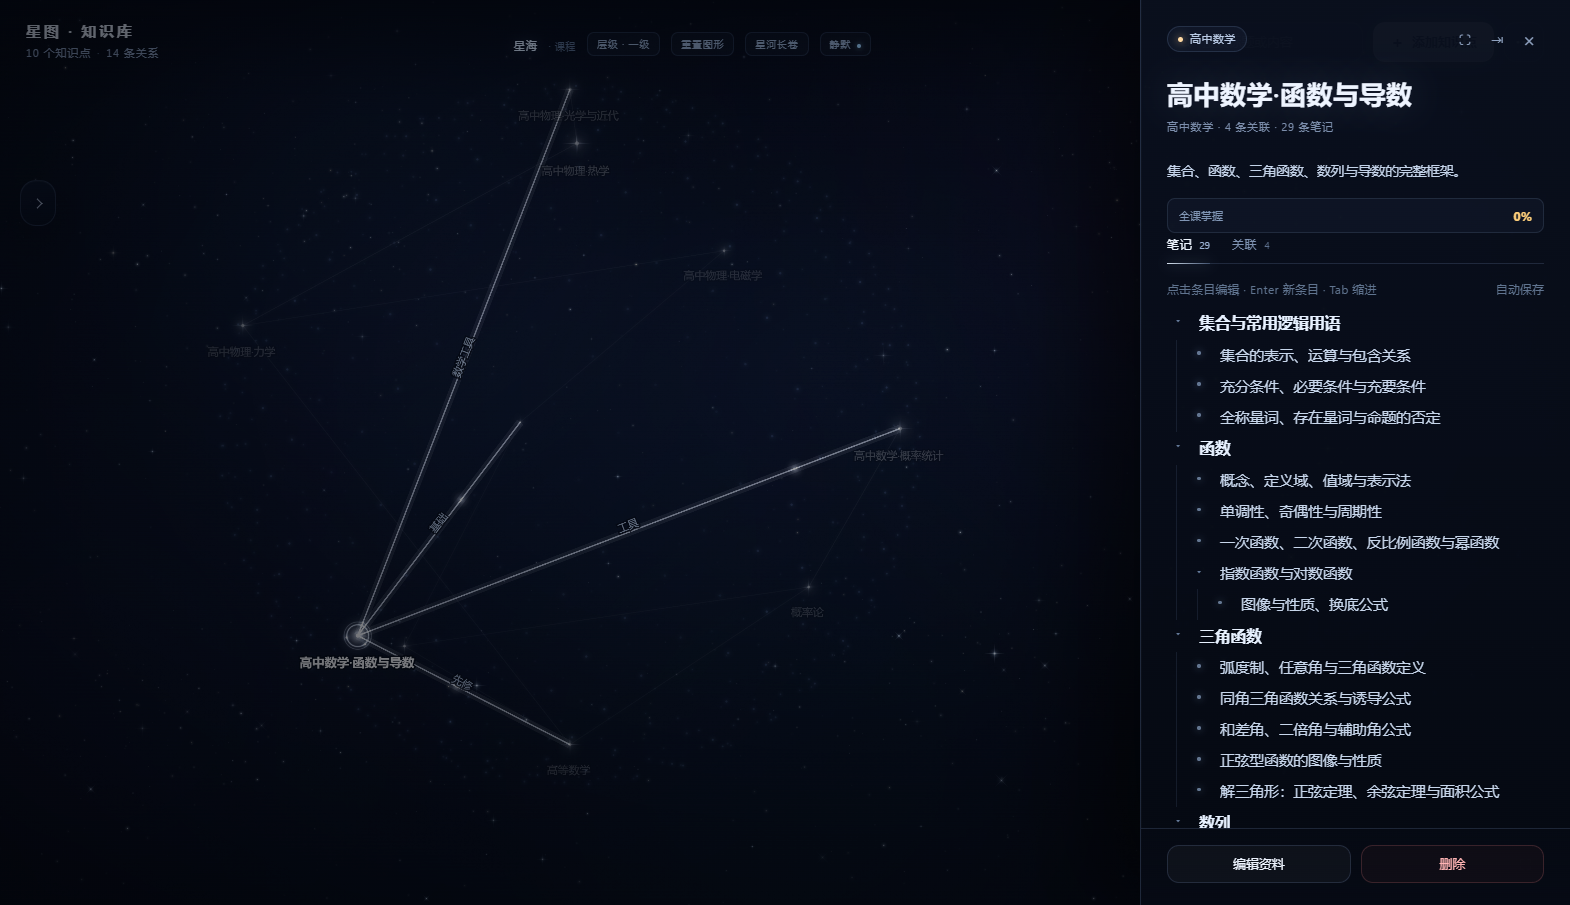 星图 · 知识库
10 个知识点 · 14 条关系
星海 · 课程
层级 · 一级
重置图形
星河长卷
静默
高中物理·光学与近代
高中物理·热学
高中物理·电磁学
高中物理·力学
数学工具
高中数学·概率统计
基础
工具
概率论
高中数学·函数与导数
先修
高等数学
高中数学
高中数学·函数与导数
高中数学 · 4 条关联 · 29 条笔记
集合、函数、三角函数、数列与导数的完整框架。
全课掌握 0%
笔记 29 关联 4
点击条目编辑 · Enter 新条目 · Tab 缩进 自动保存
集合与常用逻辑用语
集合的表示、运算与包含关系
充分条件、必要条件与充要条件
全称量词、存在量词与命题的否定
函数
概念、定义域、值域与表示法
单调性、奇偶性与周期性
一次函数、二次函数、反比例函数与幂函数
指数函数与对数函数
图像与性质、换底公式
三角函数
弧度制、任意角与三角函数定义
同角三角函数关系与诱导公式
和差角、二倍角与辅助角公式
正弦型函数的图像与性质
解三角形：正弦定理、余弦定理与面积公式
数列
编辑资料
删除